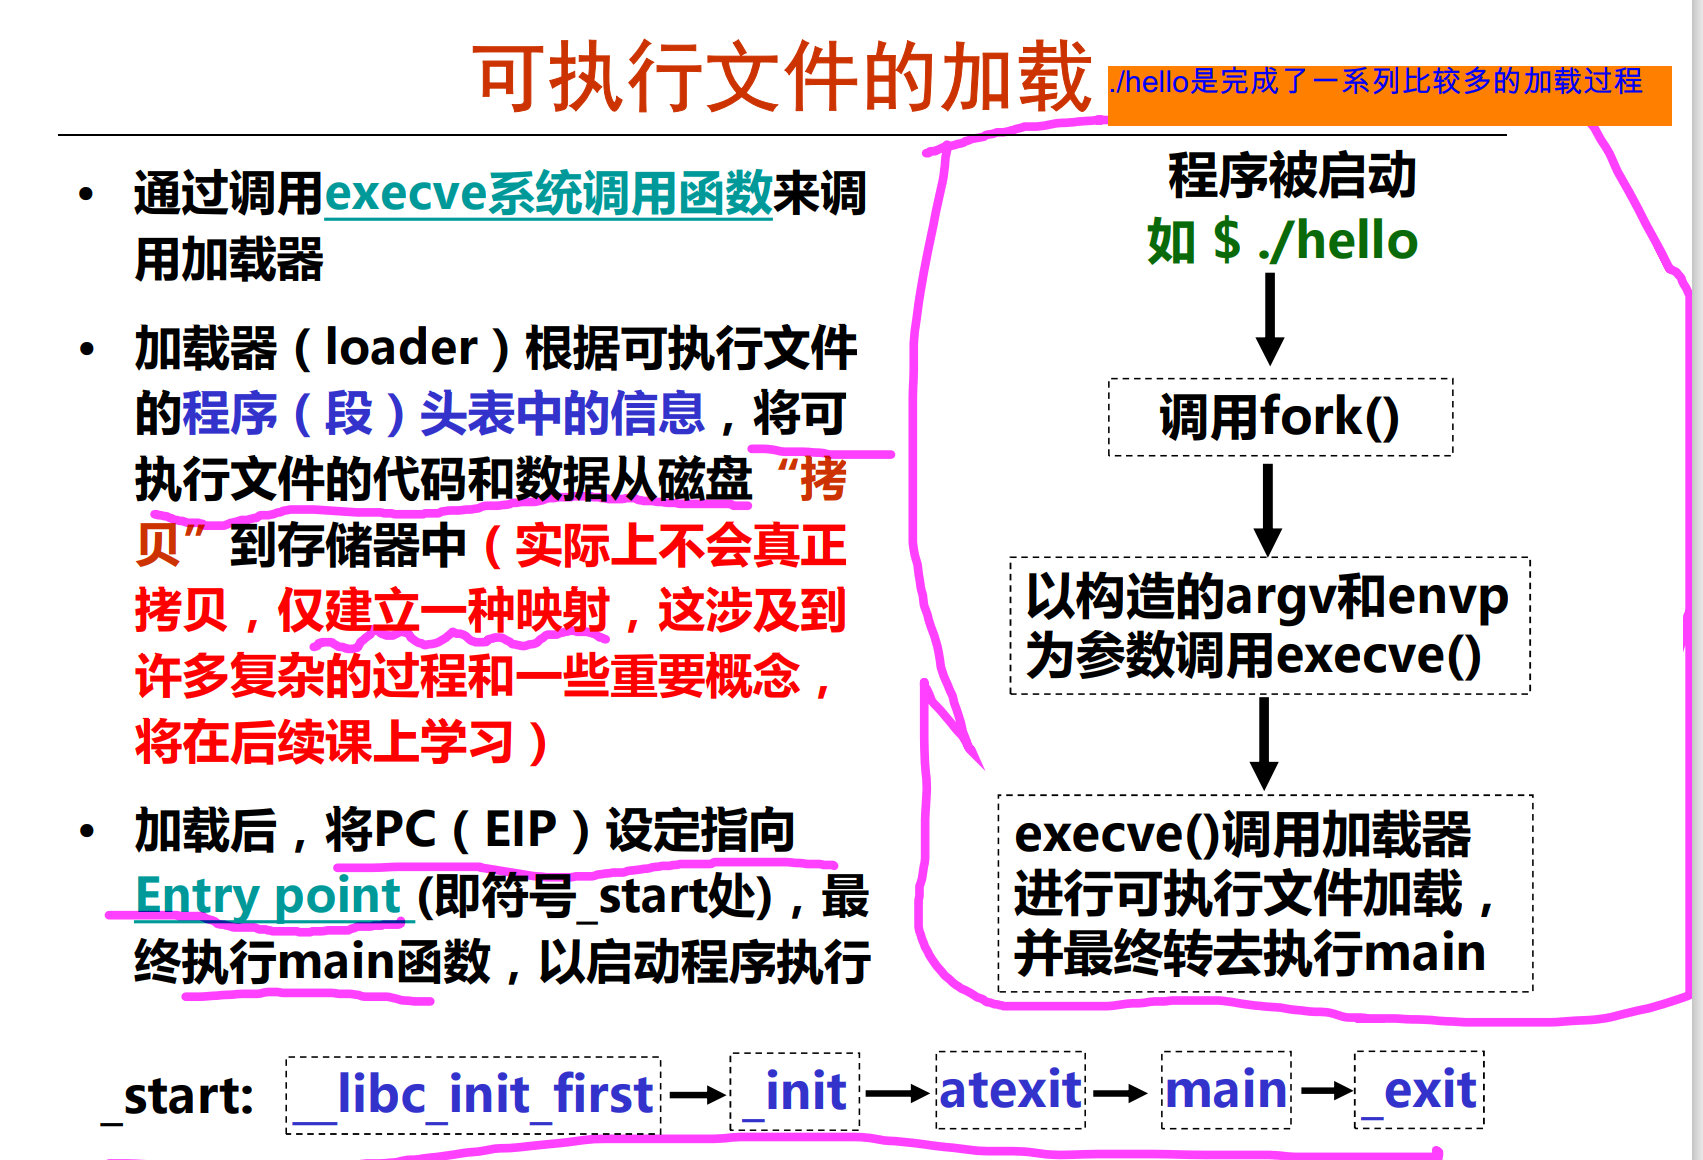 可执行文件的加载
./hello是完成了一系列比较多的加载过程
• 通过调用execve系统调用函数来调
用加载器
• 加载器（loader）根据可执行文件
的程序（段）头表中的信息，将可
执行文件的代码和数据从磁盘“拷
贝”到存储器中（实际上不会真正
拷贝，仅建立一种映射，这涉及到
许多复杂的过程和一些重要概念，
将在后续课上学习）
• 加载后，将PC（EIP）设定指向
Entry point (即符号_start处)，最
终执行main函数，以启动程序执行
程序被启动
如 $ ./hello
调用fork()
以构造的argv和envp
为参数调用execve()
execve()调用加载器
进行可执行文件加载，
并最终转去执行main
_start: __libc_init_first _init atexit main _exit